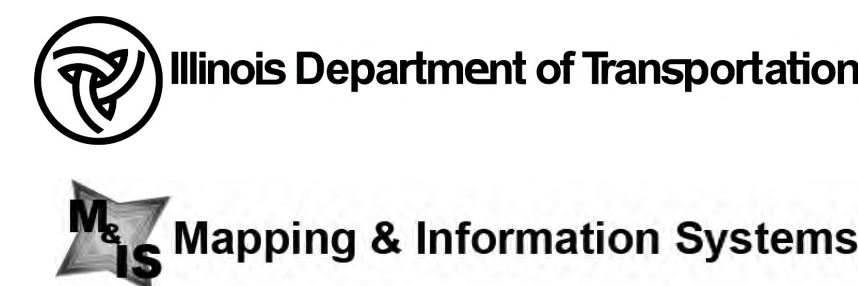 Illinois Department of Transportation
M&IS Mapping & Information Systems